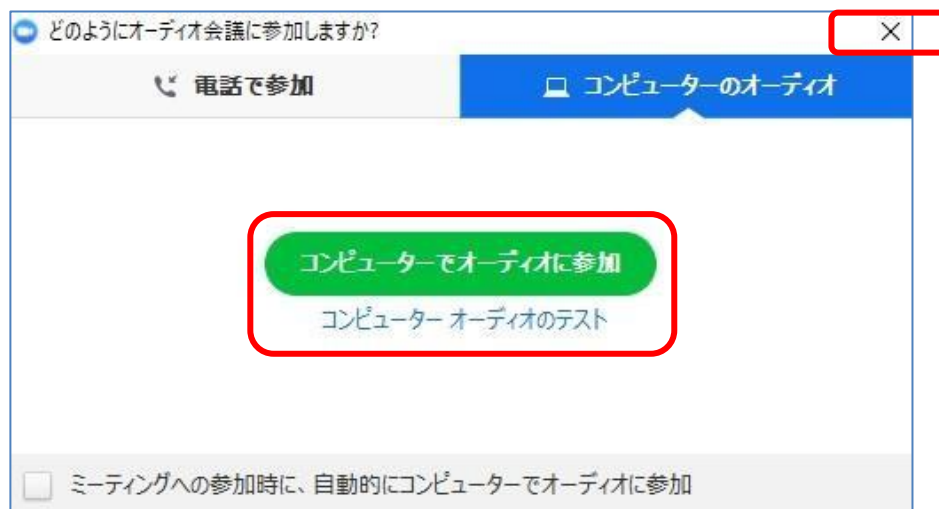 どのようにオーディオ会議に参加しますか?
電話で参加
コンピューターのオーディオ
コンピューターでオーディオに参加
コンピューター オーディオのテスト
ミーティングへの参加時に、自動的にコンピューターでオーディオに参加